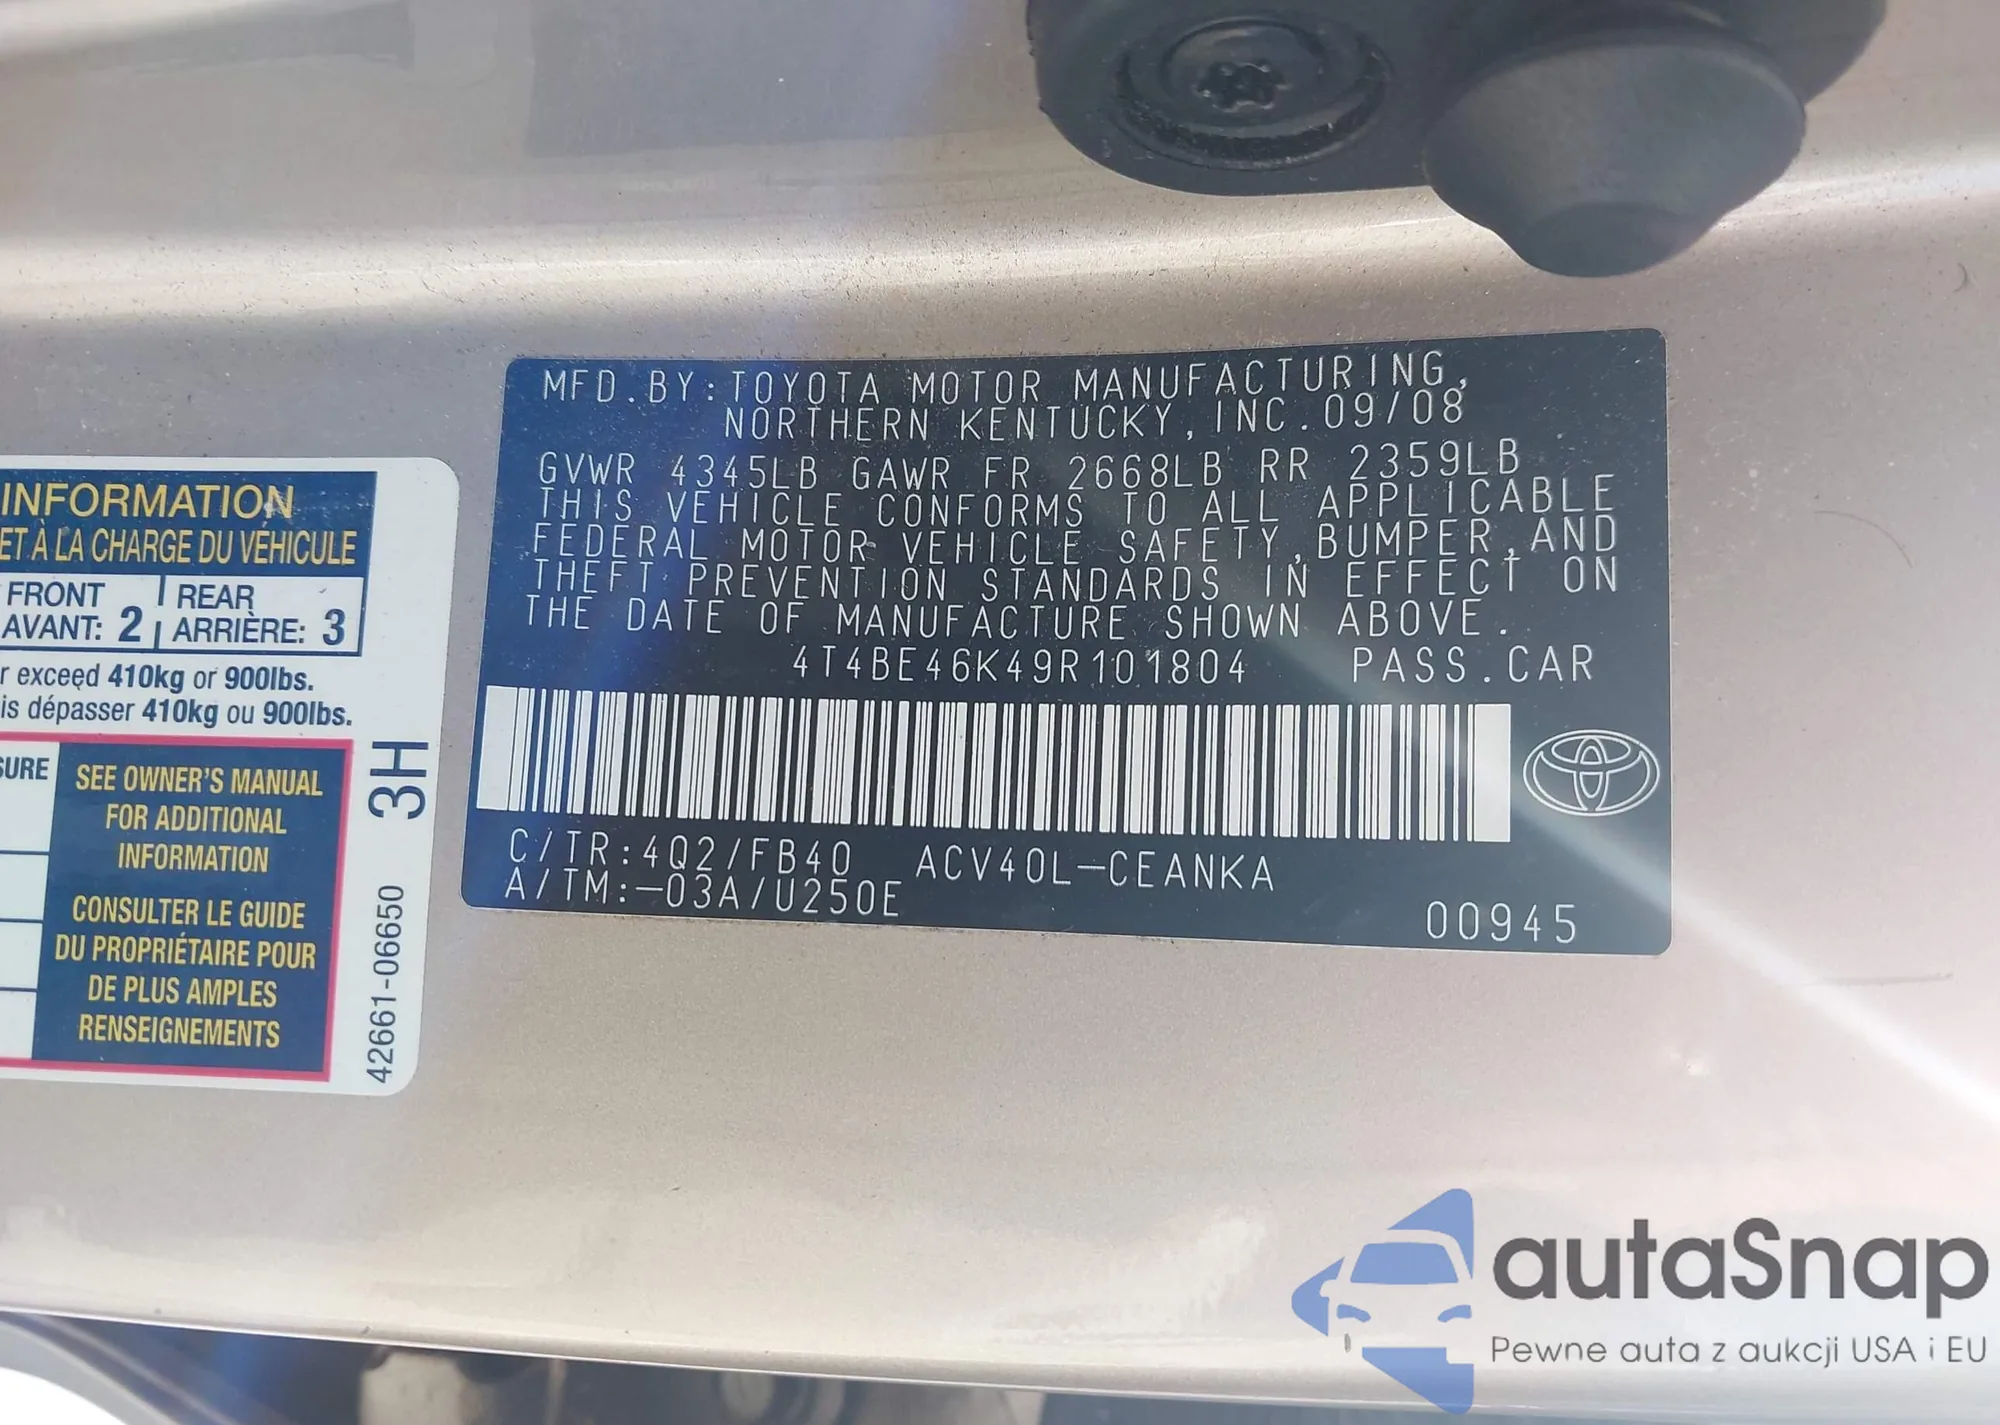 MFD.BY:TOYOTA MOTOR MANUFACTURING,
NORTHERN KENTUCKY, INC. 09/08
GVWR 4345LB GAWR FR 2668LB RR 2359LB
THIS VEHICLE CONFORMS TO ALL APPLICABLE
FEDERAL MOTOR VEHICLE SAFETY, BUMPER, AND
THEFT PREVENTION STANDARDS IN EFFECT ON
THE DATE OF MANUFACTURE SHOWN ABOVE.
4T4BE46K49R101804 PASS.CAR
C/TR:4Q2/FB40 ACV40L-CEANKA
A/TM:-03A/U250E
00945
INFORMATION
ET À LA CHARGE DU VÉHICULE
FRONT REAR
AVANT: 2 ARRIÈRE: 3
r exceed 410kg or 900lbs.
is dépasser 410kg ou 900lbs.
SURE
SEE OWNER'S MANUAL
FOR ADDITIONAL
INFORMATION
CONSULTER LE GUIDE
DU PROPRIÉTAIRE POUR
DE PLUS AMPLES
RENSEIGNEMENTS
3H
42661-06650
autaSnap
Pewne auta z aukcji USA i EU